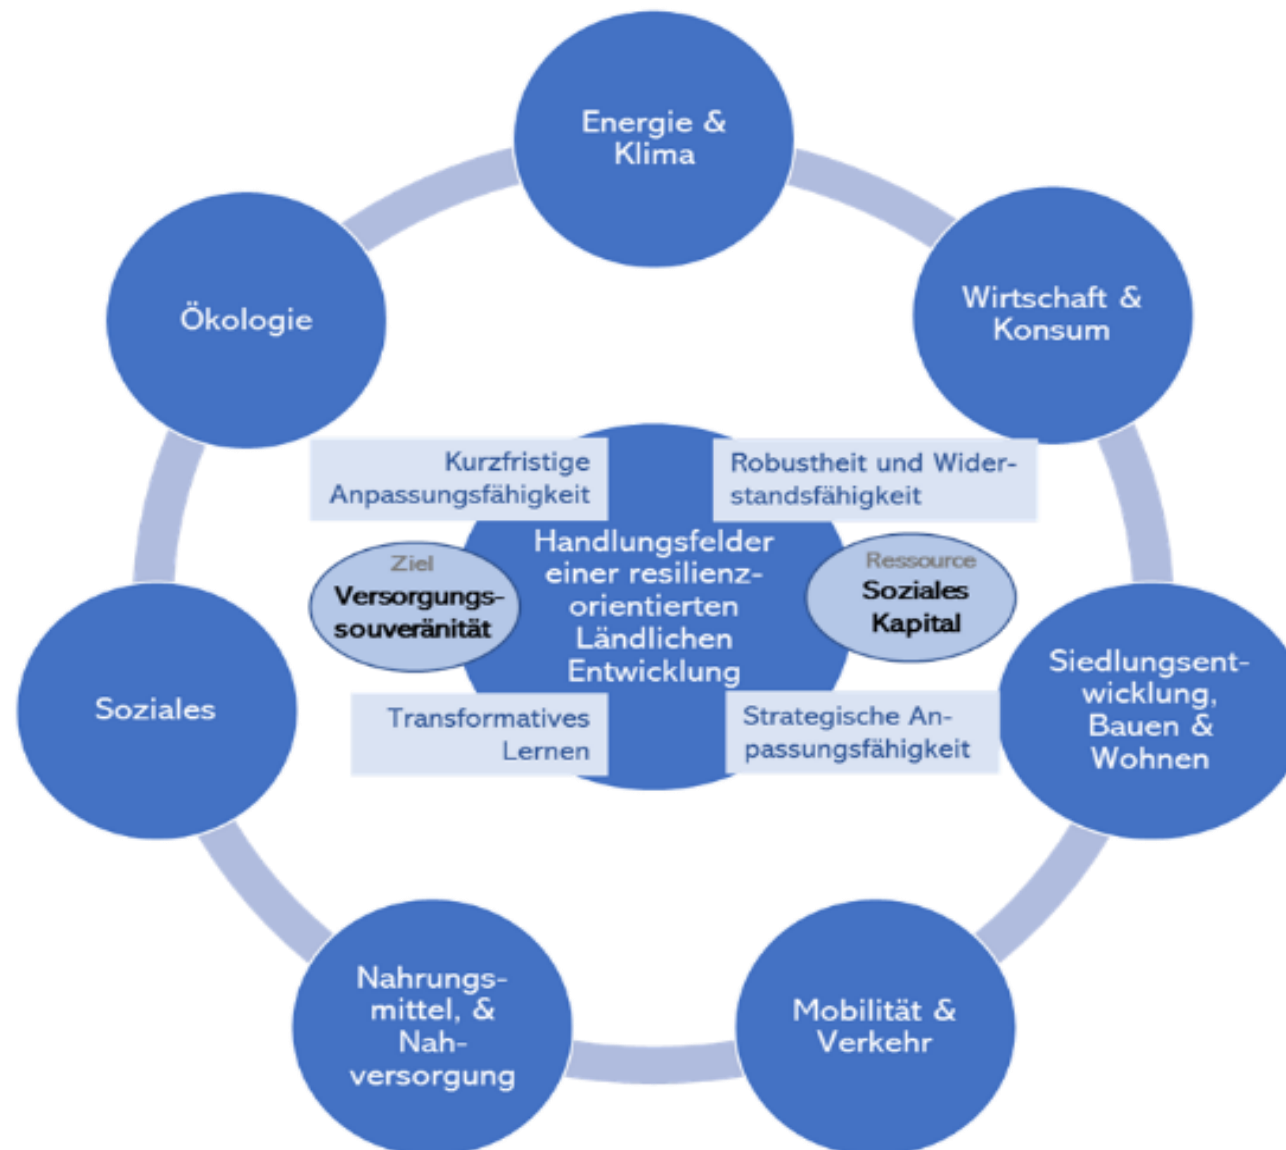 Energie &
Klima
Wirtschaft &
Konsum
Ökologie
Kurzfristige
Anpassungsfähigkeit
Robustheit und Wider-
standsfähigkeit
Handlungsfelder
einer resilienz-
orientierten
Ländlichen
Entwicklung
Ziel
Versorgungs-
souveränität
Ressource
Soziales
Kapital
Transformatives
Lernen
Strategische An-
passungsfähigkeit
Siedlungsent-
wicklung,
Bauen &
Wohnen
Soziales
Nahrungs-
mittel, &
Nah-
versorgung
Mobilität &
Verkehr